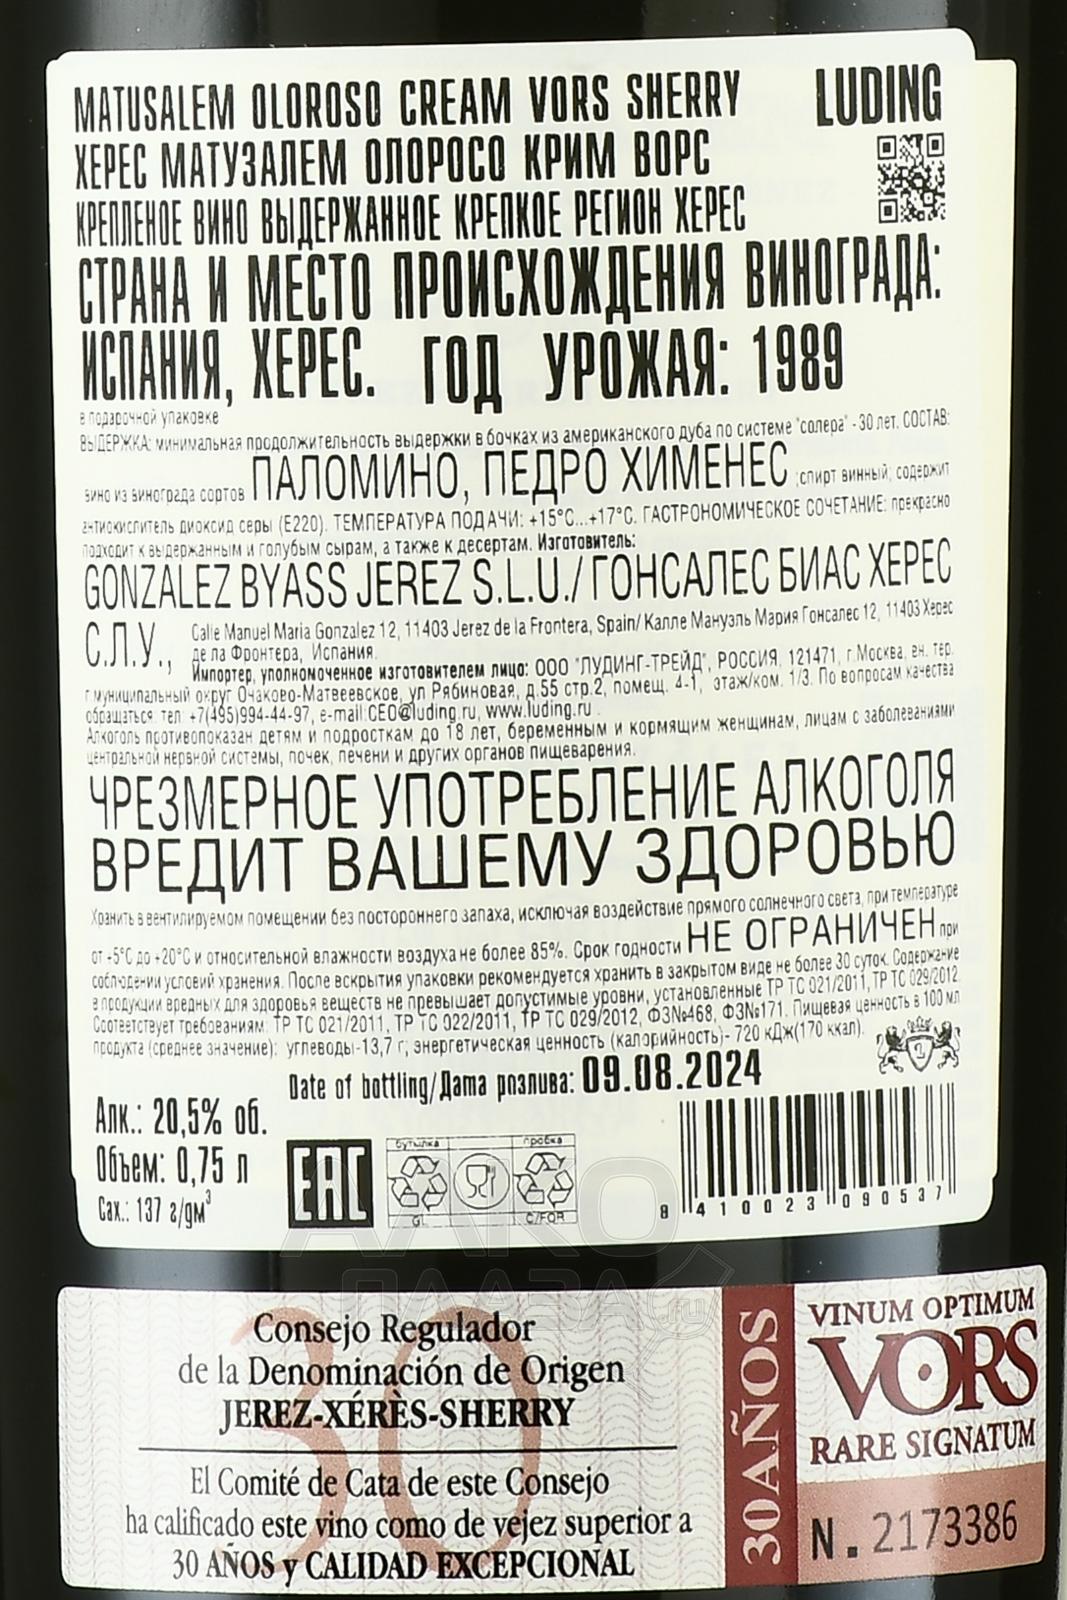 MATUSALEM OLOROSO CREAM VORS SHERRY
LUDING
ХЕРЕС МАТУЗАЛЕМ ОЛОРОСО КРИМ ВОРС
КРЕПЛЕНОЕ ВИНО ВЫДЕРЖАННОЕ КРЕПКОЕ РЕГИОН ХЕРЕС
СТРАНА И МЕСТО ПРОИСХОЖДЕНИЯ ВИНОГРАДА:
ИСПАНИЯ, ХЕРЕС. ГОД УРОЖАЯ: 1989
в подарочной упаковке
ВЫДЕРЖКА: минимальная продолжительность выдержки в бочках из американского дуба по системе "солера" - 30 лет. СОСТАВ:
вино из винограда сортов ПАЛОМИНО, ПЕДРО ХИМЕНЕС ;спирт винный; содержит
антиокислитель диоксид серы (Е220). ТЕМПЕРАТУРА ПОДАЧИ: +15°С...+17°С. ГАСТРОНОМИЧЕСКОЕ СОЧЕТАНИЕ: прекрасно
подходит к выдержанным и голубым сырам, а также к десертам. Изготовитель:
GONZALEZ BYASS JEREZ S.L.U./ ГОНСАЛЕС БИАС ХЕРЕС
С.Л.У., Calle Manuel Maria Gonzalez 12, 11403 Jerez de la Frontera, Spain/ Калле Мануэль Мария Гонсалес 12, 11403 Херес
де ла Фронтера, Испания.
Импортер, уполномоченное изготовителем лицо: ООО "ЛУДИНГ-ТРЕЙД", РОССИЯ, 121471, г.Москва, вн. тер.
г.муниципальный округ Очаково-Матвеевское, ул Рябиновая, д.55 стр.2, помещ. 4-1, этаж/ком. 1/3. По вопросам качества
обращаться: тел: +7(495)994-44-97, e-mail:CEO@luding.ru, www.luding.ru .
Алкоголь противопоказан детям и подросткам до 18 лет, беременным и кормящим женщинам, лицам с заболеваниями
центральной нервной системы, почек, печени и других органов пищеварения.
ЧРЕЗМЕРНОЕ УПОТРЕБЛЕНИЕ АЛКОГОЛЯ
ВРЕДИТ ВАШЕМУ ЗДОРОВЬЮ
Хранить в вентилируемом помещении без постороннего запаха, исключая воздействие прямого солнечного света, при температуре
от +5°С до +20°С и относительной влажности воздуха не более 85%. Срок годности НЕ ОГРАНИЧЕН при
соблюдении условий хранения. После вскрытия упаковки рекомендуется хранить в закрытом виде не более 30 суток. Содержание
в продукции вредных для здоровья веществ не превышает допустимые уровни, установленные ТР ТС 021/2011, ТР ТС 029/2012.
Соответствует требованиям: ТР ТС 021/2011, ТР ТС 022/2011, ТР ТС 029/2012, ФЗ№468, ФЗ№171. Пищевая ценность в 100 мл
продукта (среднее значение): углеводы-13,7 г; энергетическая ценность (калорийность)- 720 кДж(170 ккал).
Date of bottling/Дата розлива: 09.08.2024
Алк.: 20,5% об.
Объем: 0,75 л
Сах.: 137 г/дм³
EAC
бутылка
пробка
GL
C/FOR
8 410023 090537
АЛКО
ПЛАЗА.ru
30
Consejo Regulador
de la Denominación de Origen
JEREZ-XÉRÈS-SHERRY
El Comité de Cata de este Consejo
ha calificado este vino como de vejez superior a
30 AÑOS y CALIDAD EXCEPCIONAL
30 AÑOS
VINUM OPTIMUM
VORS
RARE SIGNATUM
N. 2173386